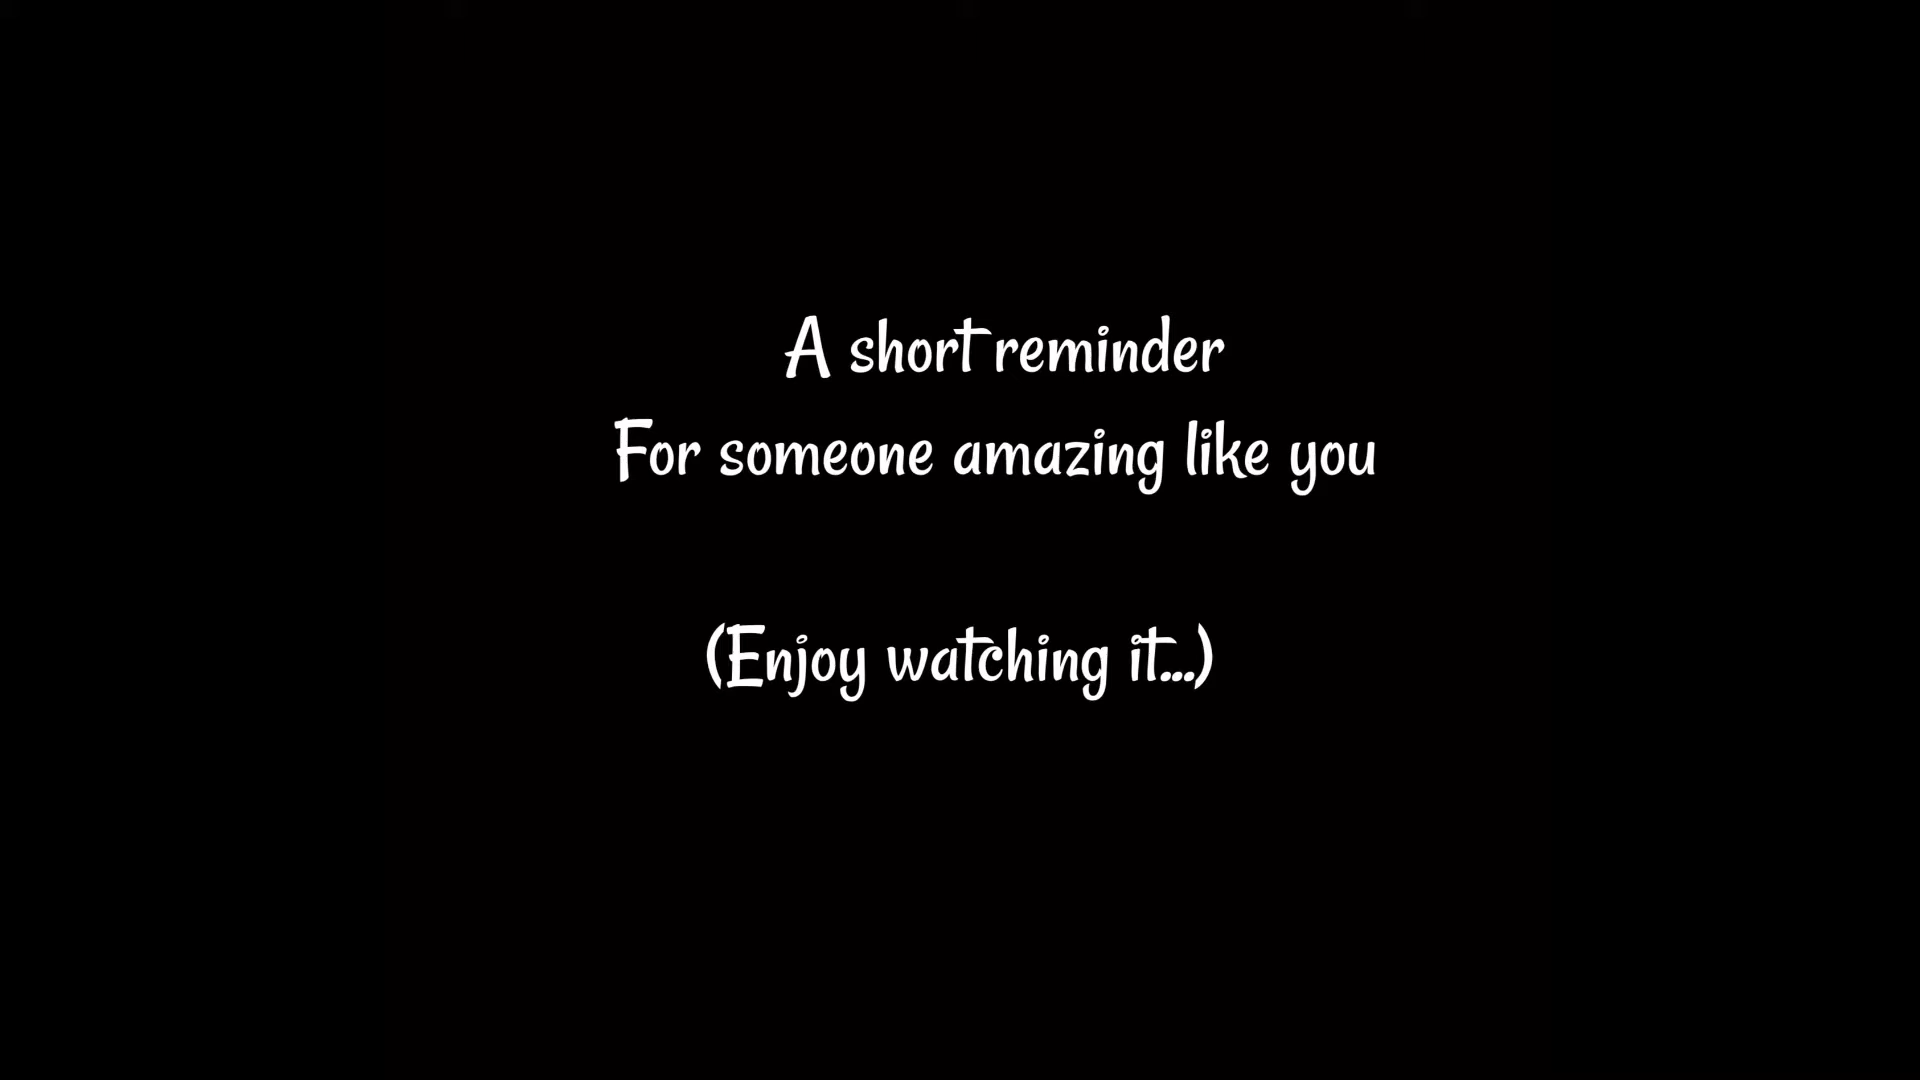 A short reminder
For someone amazing like you
(Enjoy watching it...)